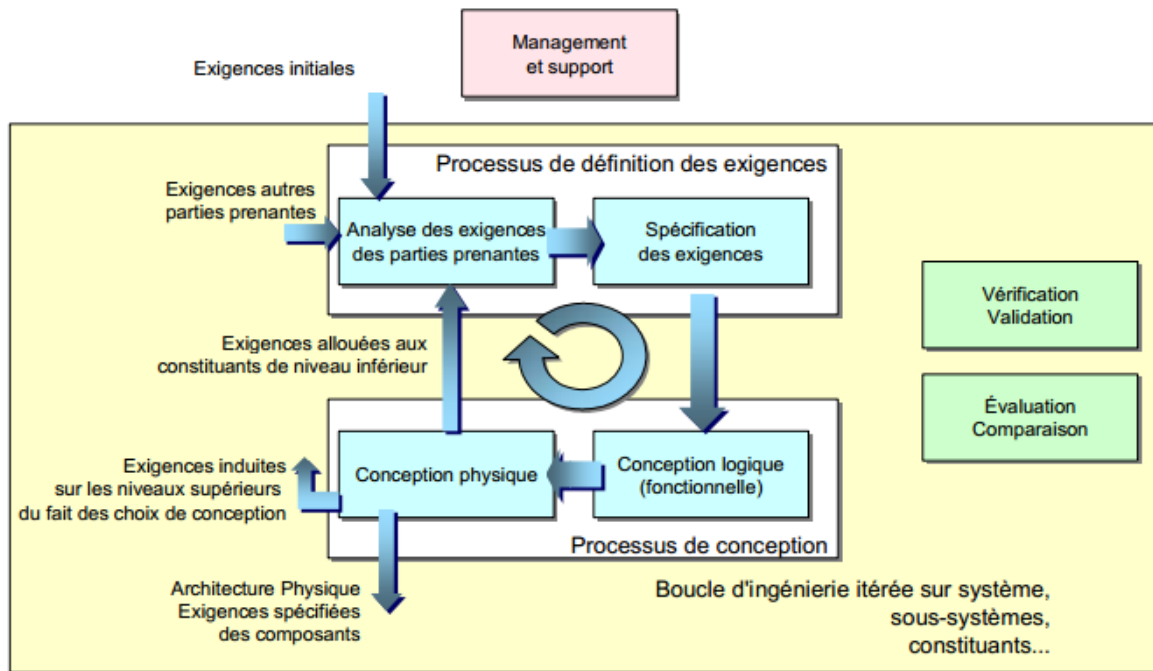 Management
et support
Exigences initiales
Processus de définition des exigences
Exigences autres
parties prenantes
Analyse des exigences
des parties prenantes
Spécification
des exigences
Vérification
Validation
Exigences allouées aux
constituants de niveau inférieur
Évaluation
Comparaison
Conception physique
Conception logique
(fonctionnelle)
Exigences induites
sur les niveaux supérieurs
du fait des choix de conception
Processus de conception
Architecture Physique
Exigences spécifiées
des composants
Boucle d'ingénierie itérée sur système,
sous-systèmes,
constituants...